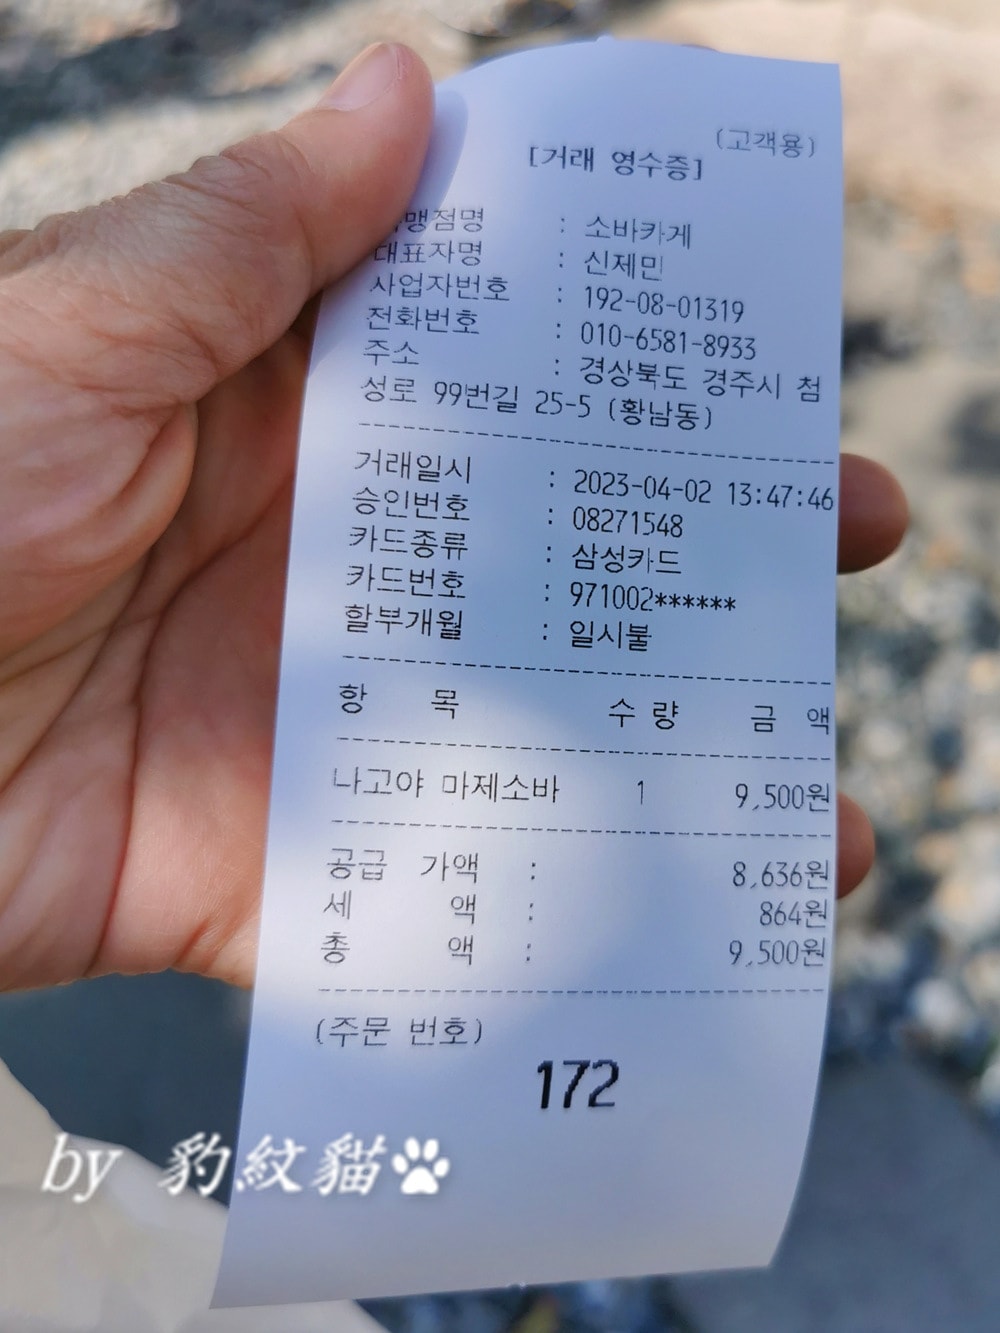 (고객용)
[거래 영수증]
맹점명 : 소바카게
대표자명 : 신제민
사업자번호 : 192-08-01319
전화번호 : 010-6581-8933
주소 : 경상북도 경주시 첨
성로 99번길 25-5 (황남동)
거래일시 : 2023-04-02 13:47:46
승인번호 : 08271548
카드종류 : 삼성카드
카드번호 : 971002******
할부개월 : 일시불
항 목 수 량 금 액
나고야 마제소바 1 9,500원
공급 가액 : 8,636원
세 액 : 864원
총 액 : 9,500원
(주문 번호)
172
by 豹紋貓